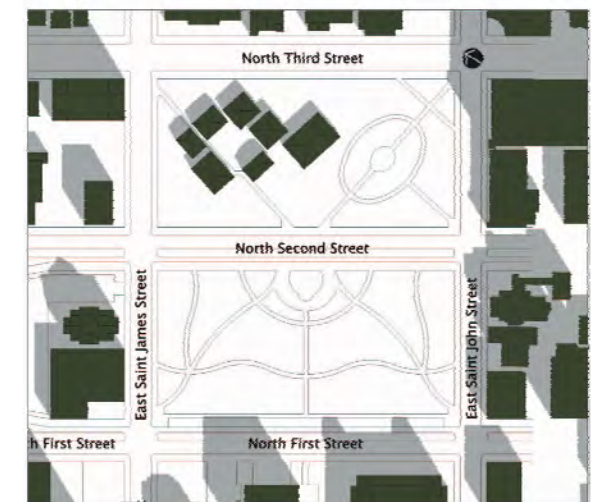 North Third Street
North Second Street
East Saint James Street
East Saint John Street
h First Street
North First Street